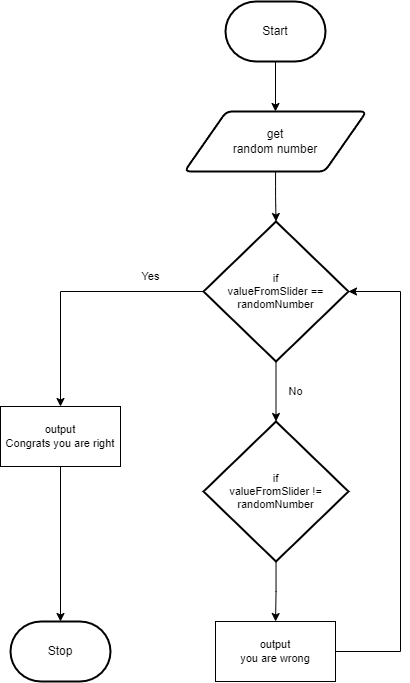 Start
get
random number
if
valueFromSlider ==
randomNumber
Yes
No
output
Congrats you are right
if
valueFromSlider !=
randomNumber
Stop
output
you are wrong